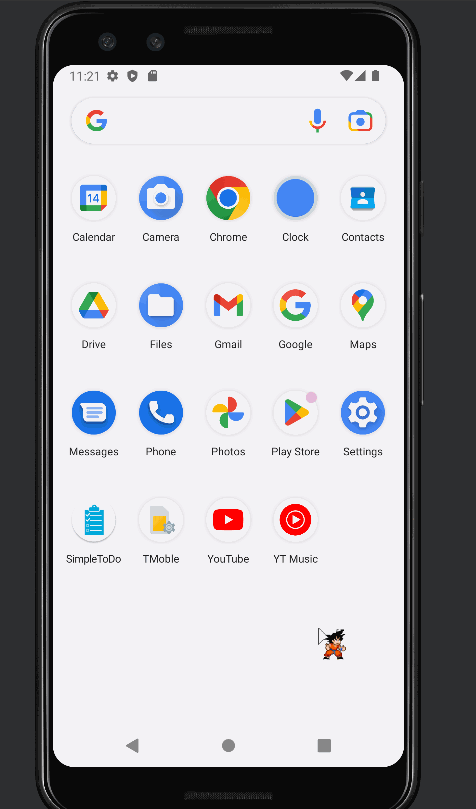 11:21
14
Calendar Camera Chrome Clock Contacts
Drive Files Gmail Google Maps
Messages Phone Photos Play Store Settings
SimpleToDo TMoble YouTube YT Music